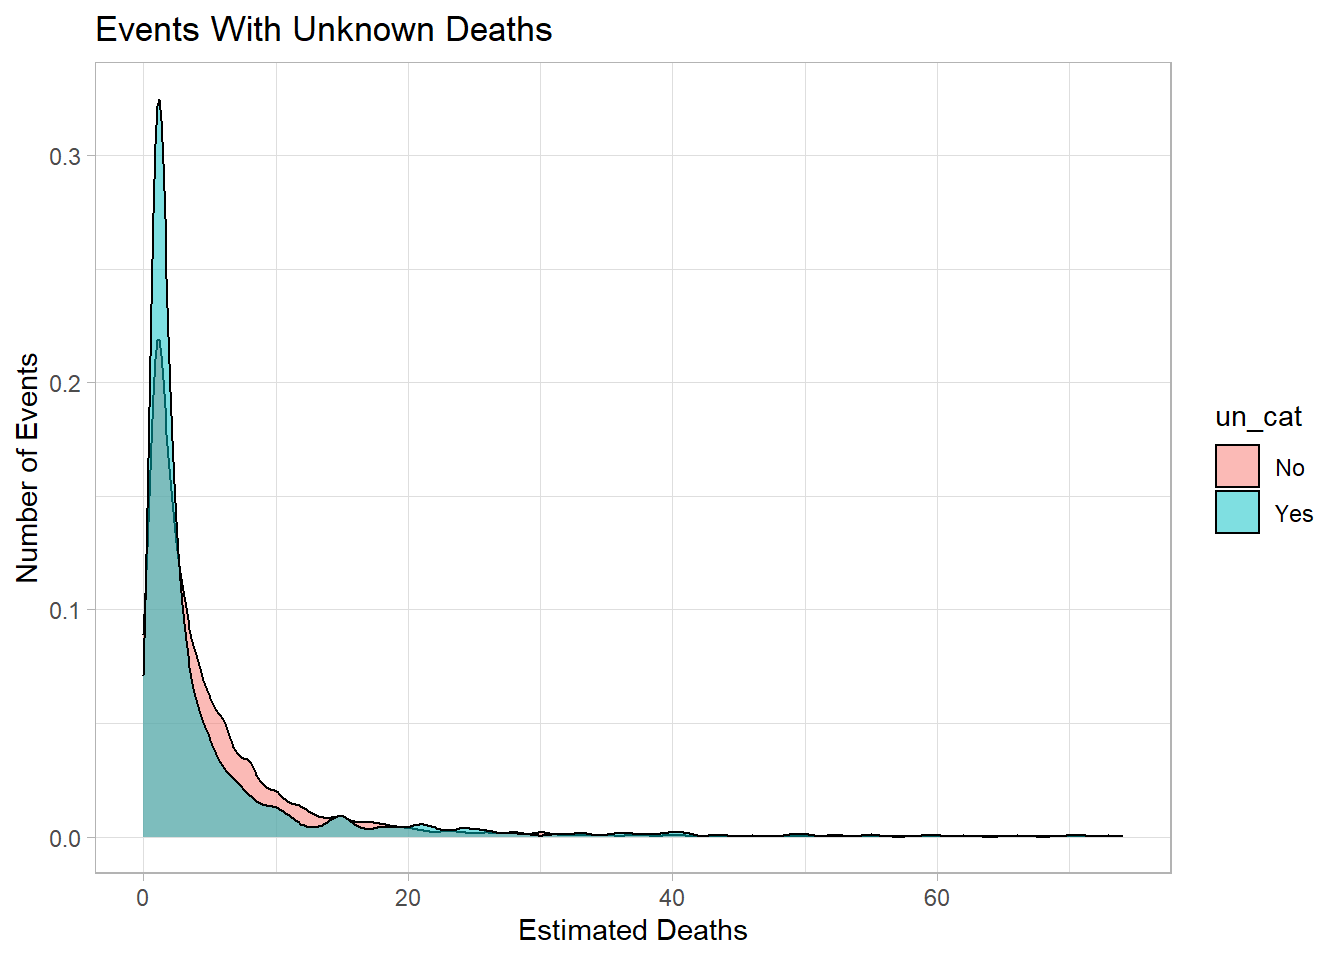 Events With Unknown Deaths
Number of Events
0.3
0.2
0.1
0.0
0
20
40
60
Estimated Deaths
un_cat
No
Yes